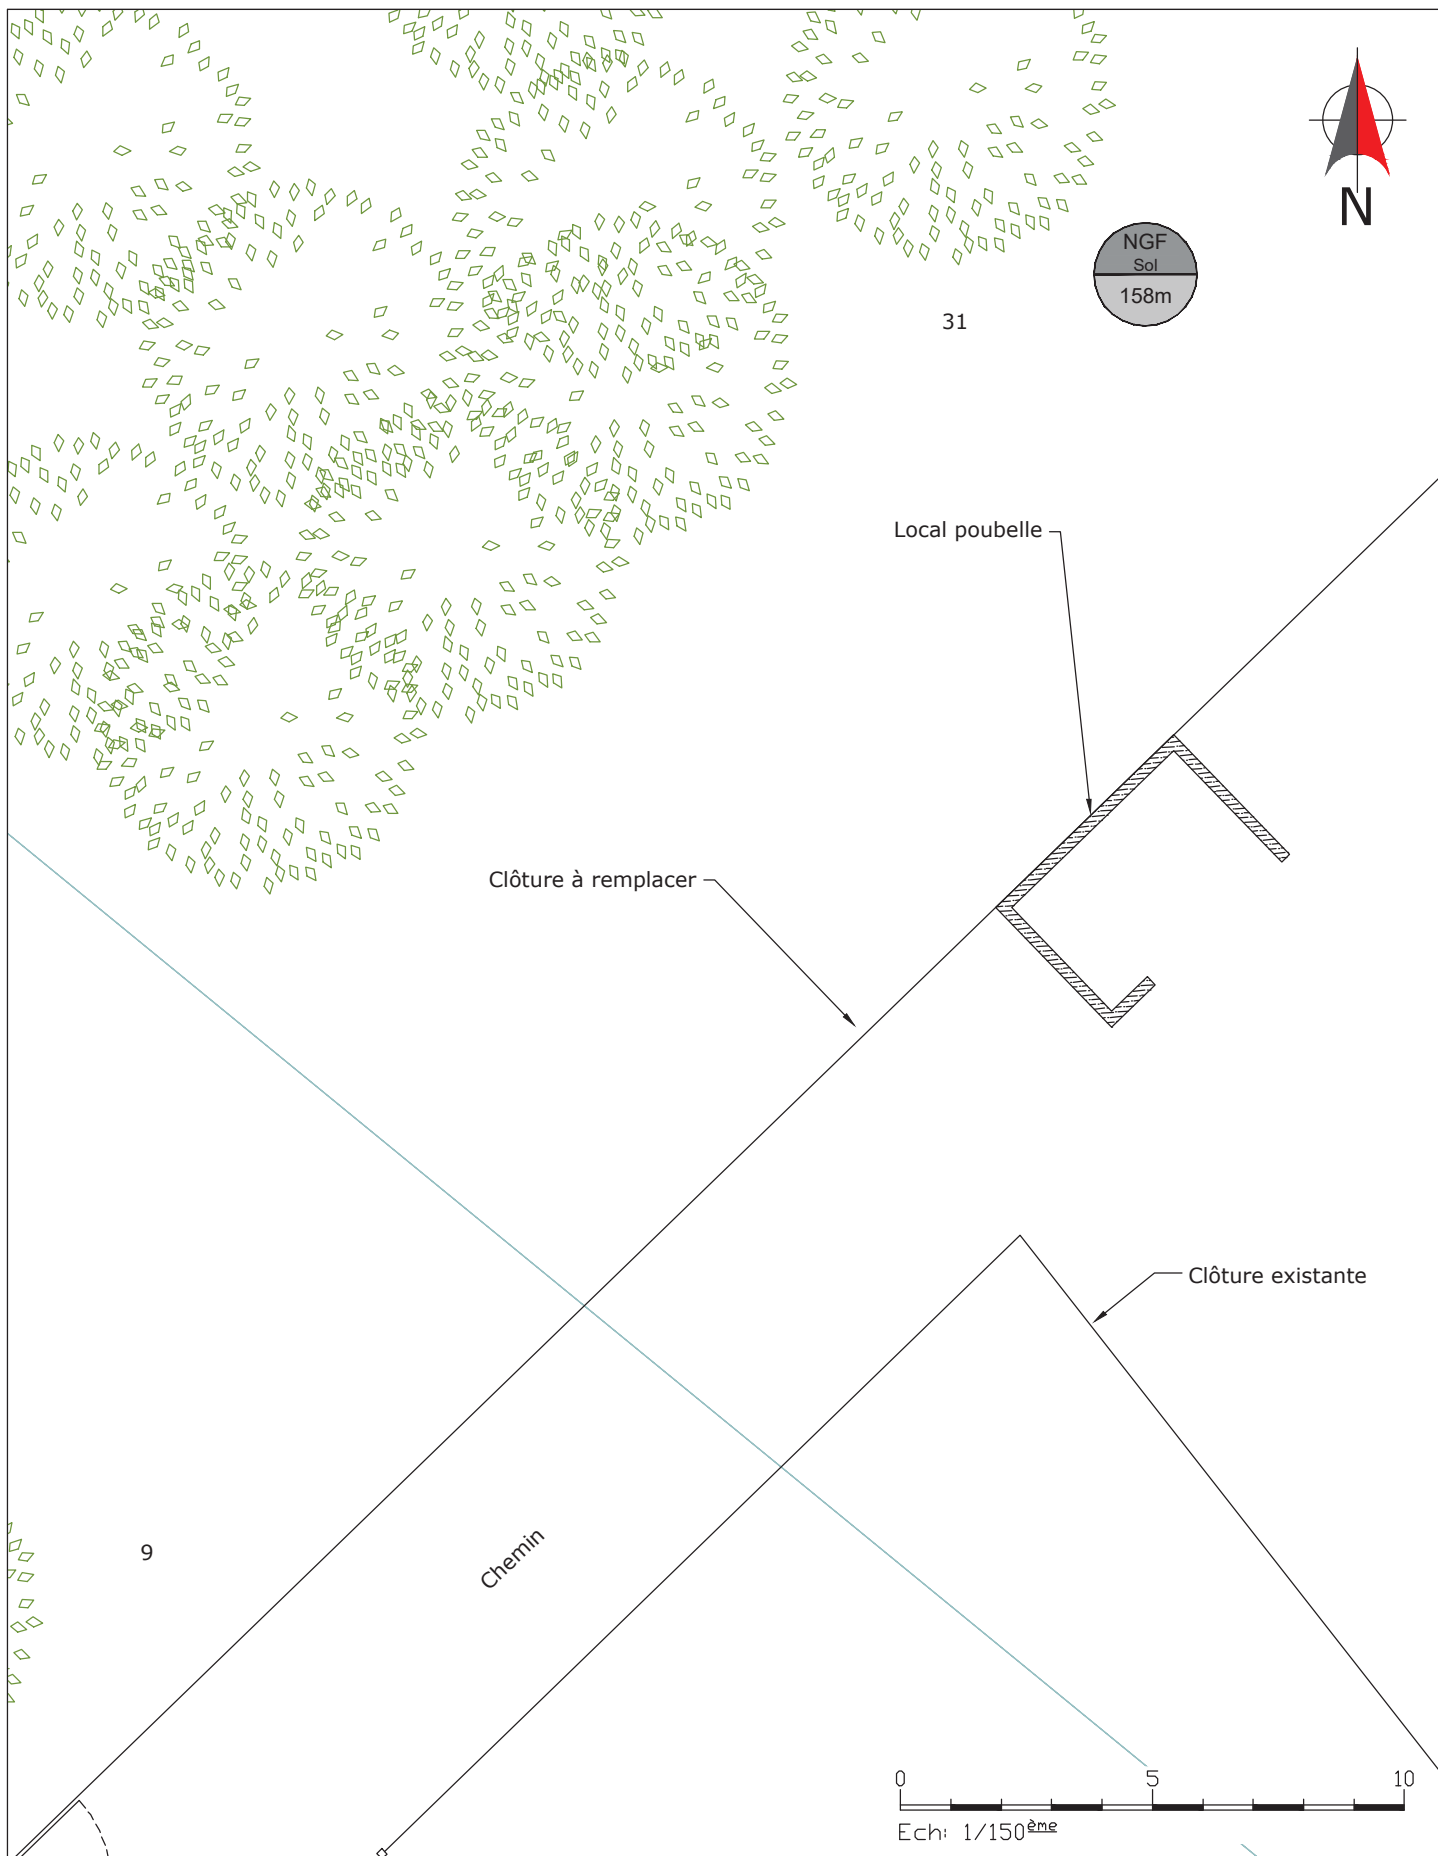 N
NGF
Sol
158m
31
Local poubelle
Clôture à remplacer
Clôture existante
Chemin
9
0 5 10
Ech: 1/150ème